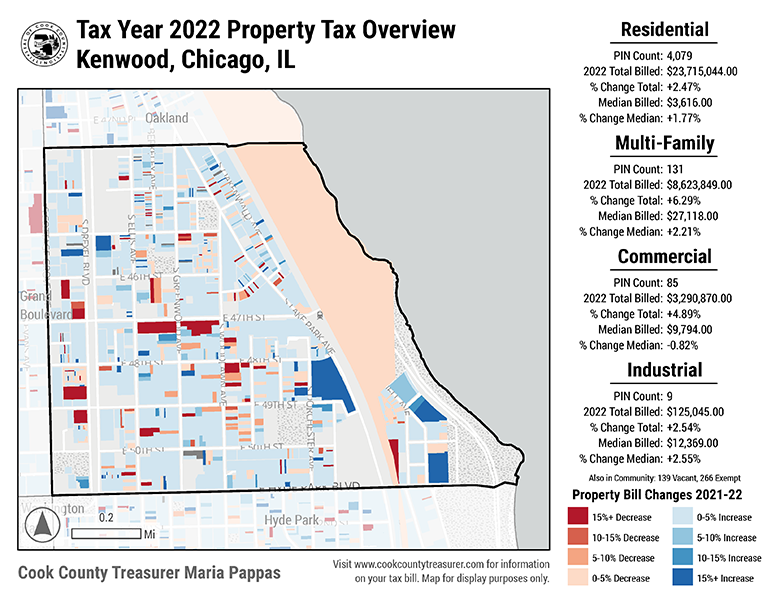 Tax Year 2022 Property Tax Overview
Kenwood, Chicago, IL
Oakland
S DREXEL BLVD
S ELLIS AVE
S GREENWOOD AVE
E 46TH ST
Grand
Boulevard
E 47TH ST
S LAKE PARK AVE
E 48TH ST
E 48TH ST
E 49TH ST
E 50TH ST
E 50TH ST
Washington
Hyde Park
0.2
Mi
Residential
PIN Count: 4,079
2022 Total Billed: $23,715,044.00
% Change Total: +2.47%
Median Billed: $3,616.00
% Change Median: +1.77%
Multi-Family
PIN Count: 131
2022 Total Billed: $8,623,849.00
% Change Total: +6.29%
Median Billed: $27,118.00
% Change Median: +2.21%
Commercial
PIN Count: 85
2022 Total Billed: $3,290,870.00
% Change Total: +4.89%
Median Billed: $9,794.00
% Change Median: -0.82%
Industrial
PIN Count: 9
2022 Total Billed: $125,045.00
% Change Total: +2.54%
Median Billed: $12,369.00
% Change Median: +2.55%
Also in Community: 139 Vacant, 266 Exempt
Property Bill Changes 2021-22
15%+ Decrease
10-15% Decrease
5-10% Decrease
0-5% Decrease
0-5% Increase
5-10% Increase
10-15% Increase
15%+ Increase
Cook County Treasurer Maria Pappas
Visit www.cookcountytreasurer.com for information
on your tax bill. Map for display purposes only.